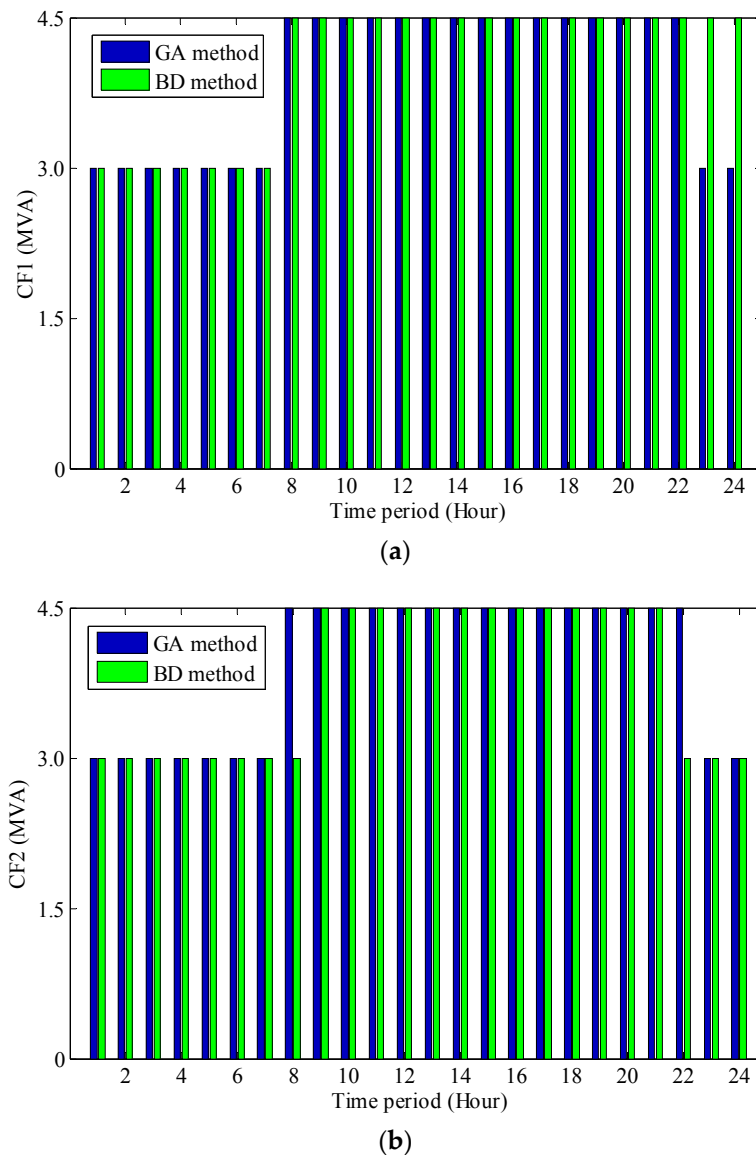 4.5
GA method
BD method
3.0
CF1 (MVA)
1.5
0
2 4 6 8 10 12 14 16 18 20 22 24
Time period (Hour)
(a)
4.5
GA method
BD method
3.0
CF2 (MVA)
1.5
0
2 4 6 8 10 12 14 16 18 20 22 24
Time period (Hour)
(b)